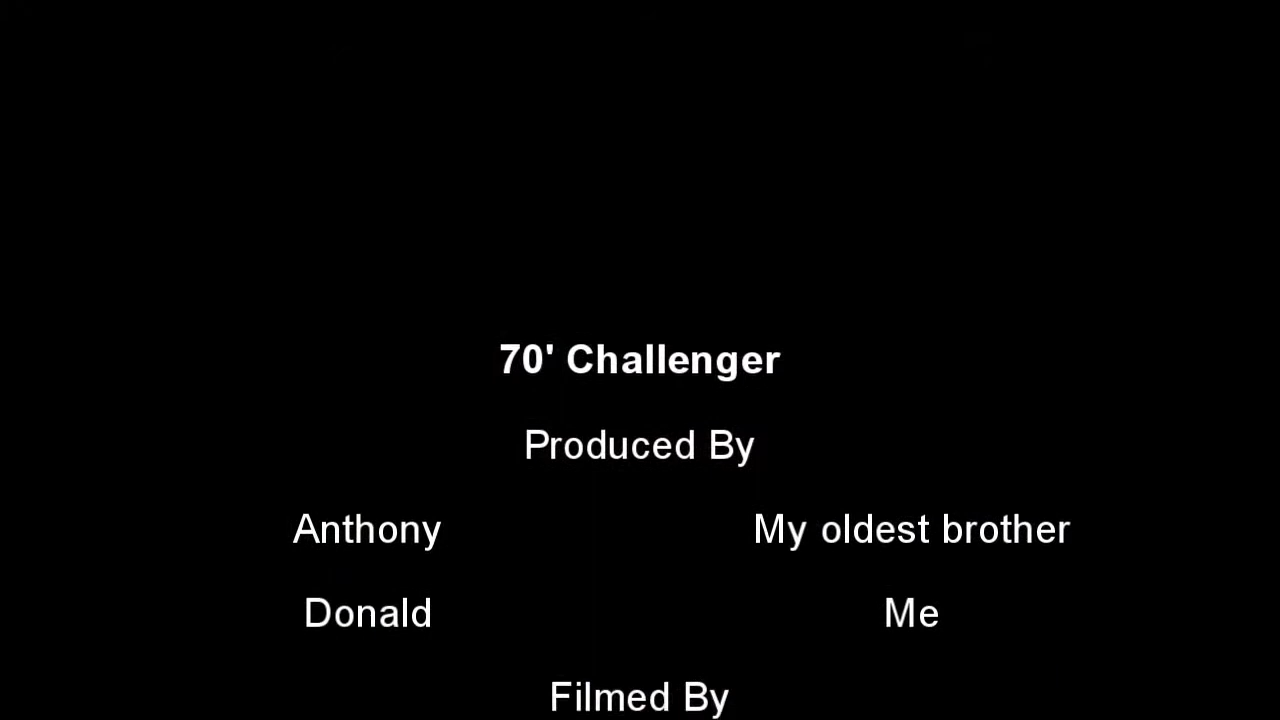 70' Challenger
Produced By
Anthony My oldest brother
Donald Me
Filmed By